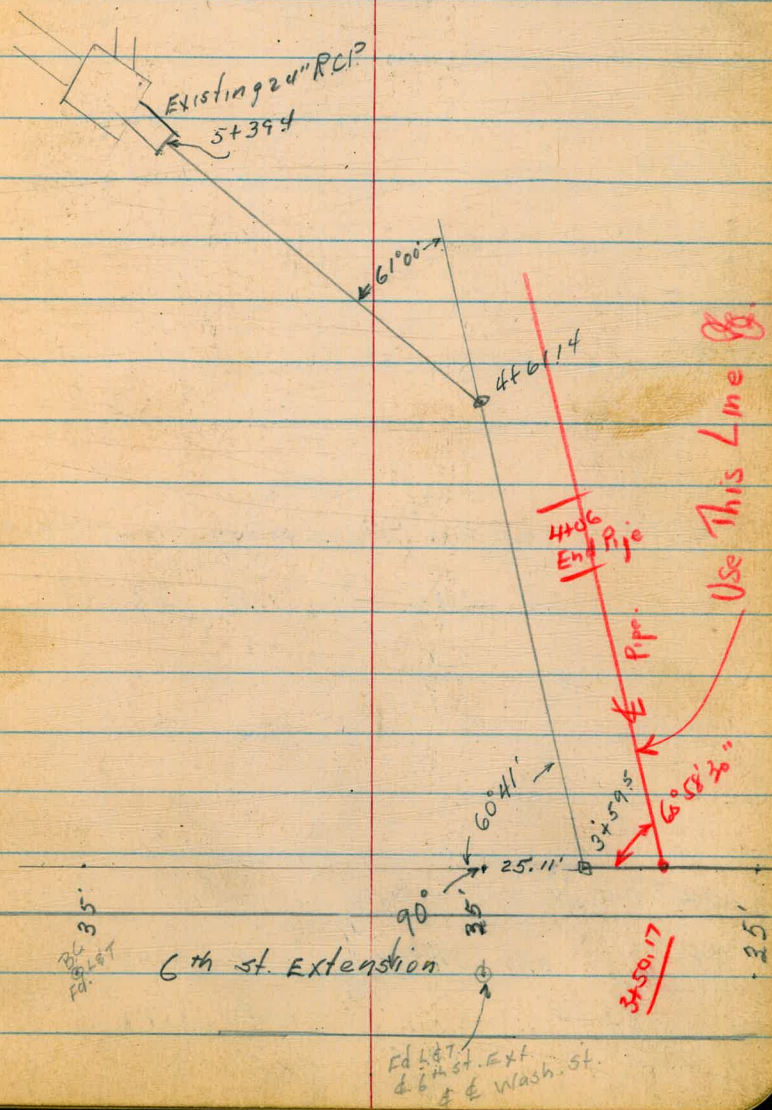 Existing 24" R.C.P
5+39.4
61°00'
4+61.14
Use This Line
4+06
End Pipe
Pipe.
60°41'
3+59.5
60°58'30"
25.11'
90°
35'
35'
25'
3+50.17
BC
@ L&T
Fd.
6th st. Extension
Fd L&T.
℄ 6th st. Ext.
& ℄ Wash. st.